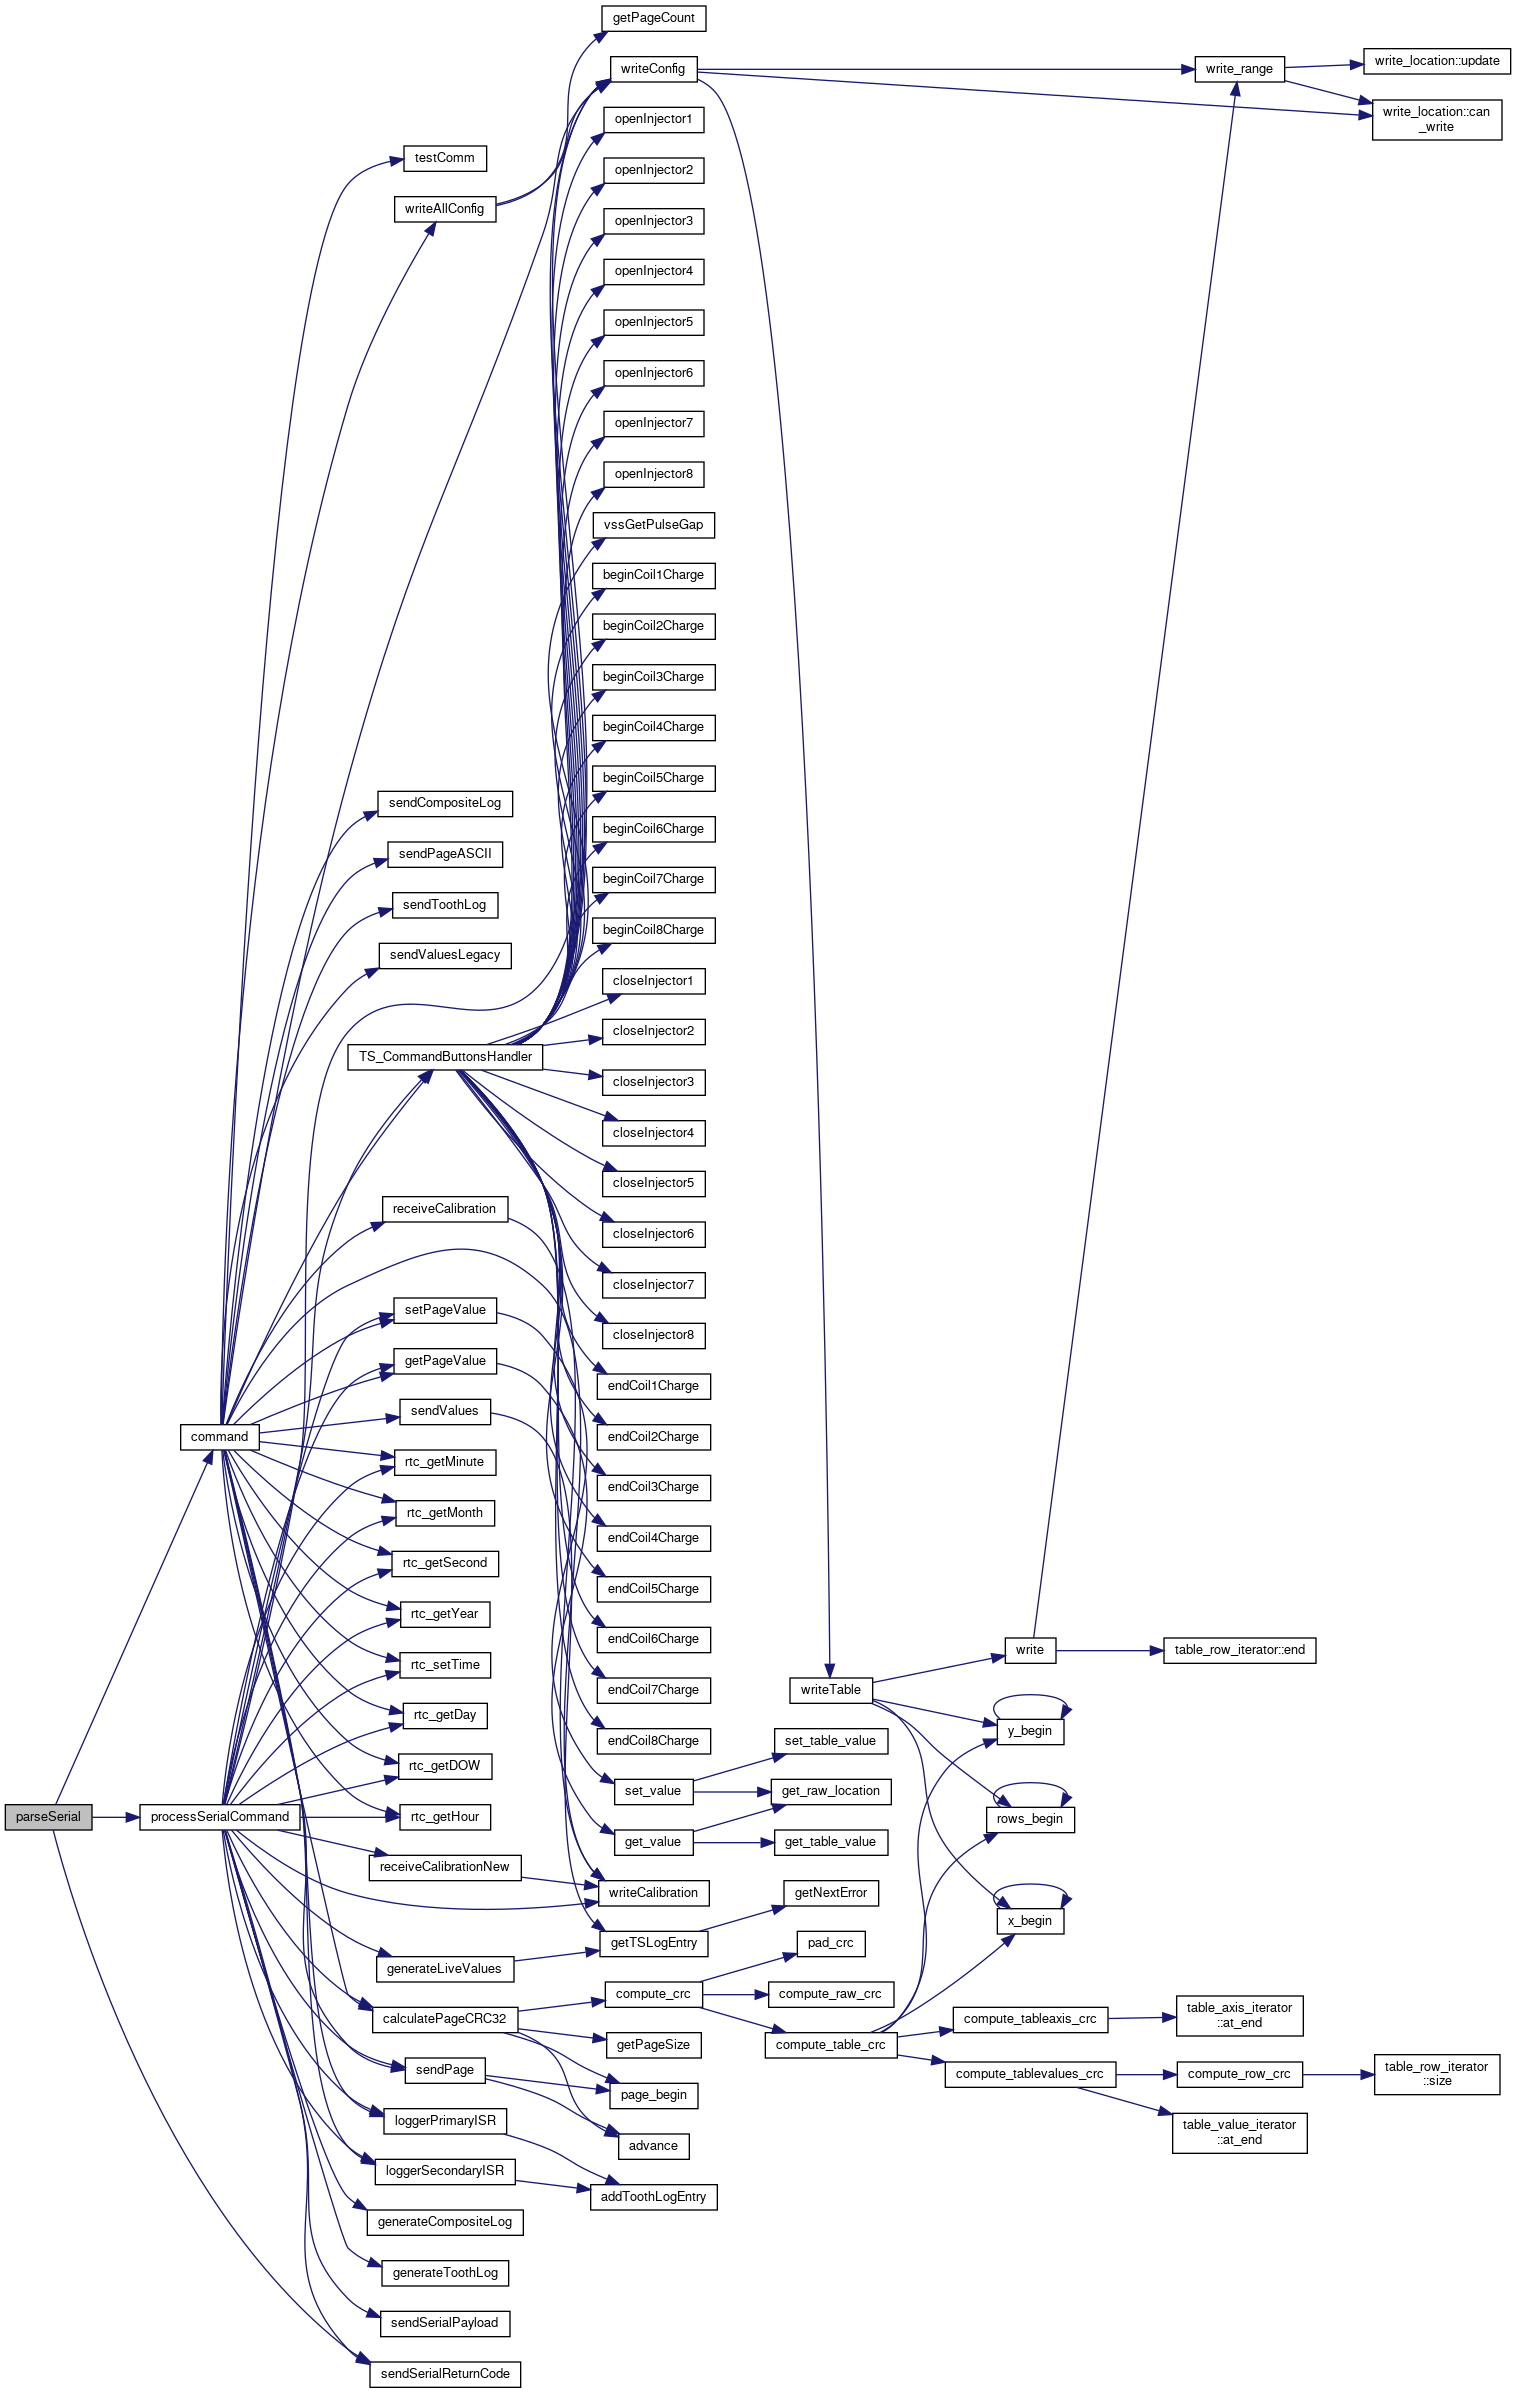 getPageCount
writeConfig
write_range
write_location::update
write_location::can
_write
openInjector1
testComm
openInjector2
writeAllConfig
openInjector3
openInjector4
openInjector5
openInjector6
openInjector7
openInjector8
vssGetPulseGap
beginCoil1Charge
beginCoil2Charge
beginCoil3Charge
beginCoil4Charge
beginCoil5Charge
sendCompositeLog
beginCoil6Charge
sendPageASCII
beginCoil7Charge
sendToothLog
beginCoil8Charge
sendValuesLegacy
closeInjector1
closeInjector2
TS_CommandButtonsHandler
closeInjector3
closeInjector4
closeInjector5
receiveCalibration
closeInjector6
closeInjector7
setPageValue
closeInjector8
getPageValue
endCoil1Charge
sendValues
command
endCoil2Charge
rtc_getMinute
endCoil3Charge
rtc_getMonth
endCoil4Charge
rtc_getSecond
endCoil5Charge
rtc_getYear
endCoil6Charge
write
table_row_iterator::end
rtc_setTime
endCoil7Charge
writeTable
rtc_getDay
y_begin
endCoil8Charge
set_table_value
rtc_getDOW
set_value
get_raw_location
parseSerial
processSerialCommand
rtc_getHour
rows_begin
get_value
get_table_value
receiveCalibrationNew
writeCalibration
getNextError
x_begin
getTSLogEntry
pad_crc
generateLiveValues
compute_crc
compute_raw_crc
calculatePageCRC32
compute_tableaxis_crc
table_axis_iterator
::at_end
getPageSize
compute_table_crc
sendPage
compute_tablevalues_crc
compute_row_crc
table_row_iterator
::size
page_begin
loggerPrimaryISR
table_value_iterator
::at_end
advance
loggerSecondaryISR
addToothLogEntry
generateCompositeLog
generateToothLog
sendSerialPayload
sendSerialReturnCode